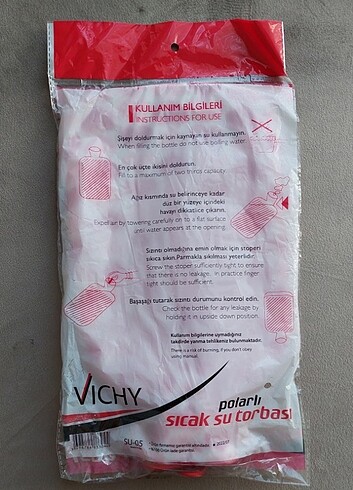 KULLANIM BİLGİLERİ
INSTRUCTIONS FOR USE
Şişeyi doldurmak için kaynayan su kullanmayın.
When filling the bottle do not use boiling water.
En çok üçte ikisini doldurun.
Fill to a maximum of two thirds capacity
Ağız kısmında su belirinceye kadar
düzce bir yüzeye içindeki
havayı dikkatlice çıkarın.
Expel air by towering carefully on to a flat surface
until water appears at the opening.
Sızıntı olmadığına emin olmak için stoperi
sıkıca sıkın.Parmakla sıkılması yeterlidir.
Screw the stoper sufficiently tight to ensure
that there is no leakage. In practice finger
tight should be sufficient.
Başaşağı tutarak sızıntı durumunu kontrol edin.
Check the bottle for any leakage by
holding it in upside down position.
Kullanım bilgilerine uymadığınız
takdirde yanma tehlikesi bulunmaktadır.
There is a risk of burning, if you don't obey
using manual.
VICHY
polarlı
sıcak su torbası
SU-05